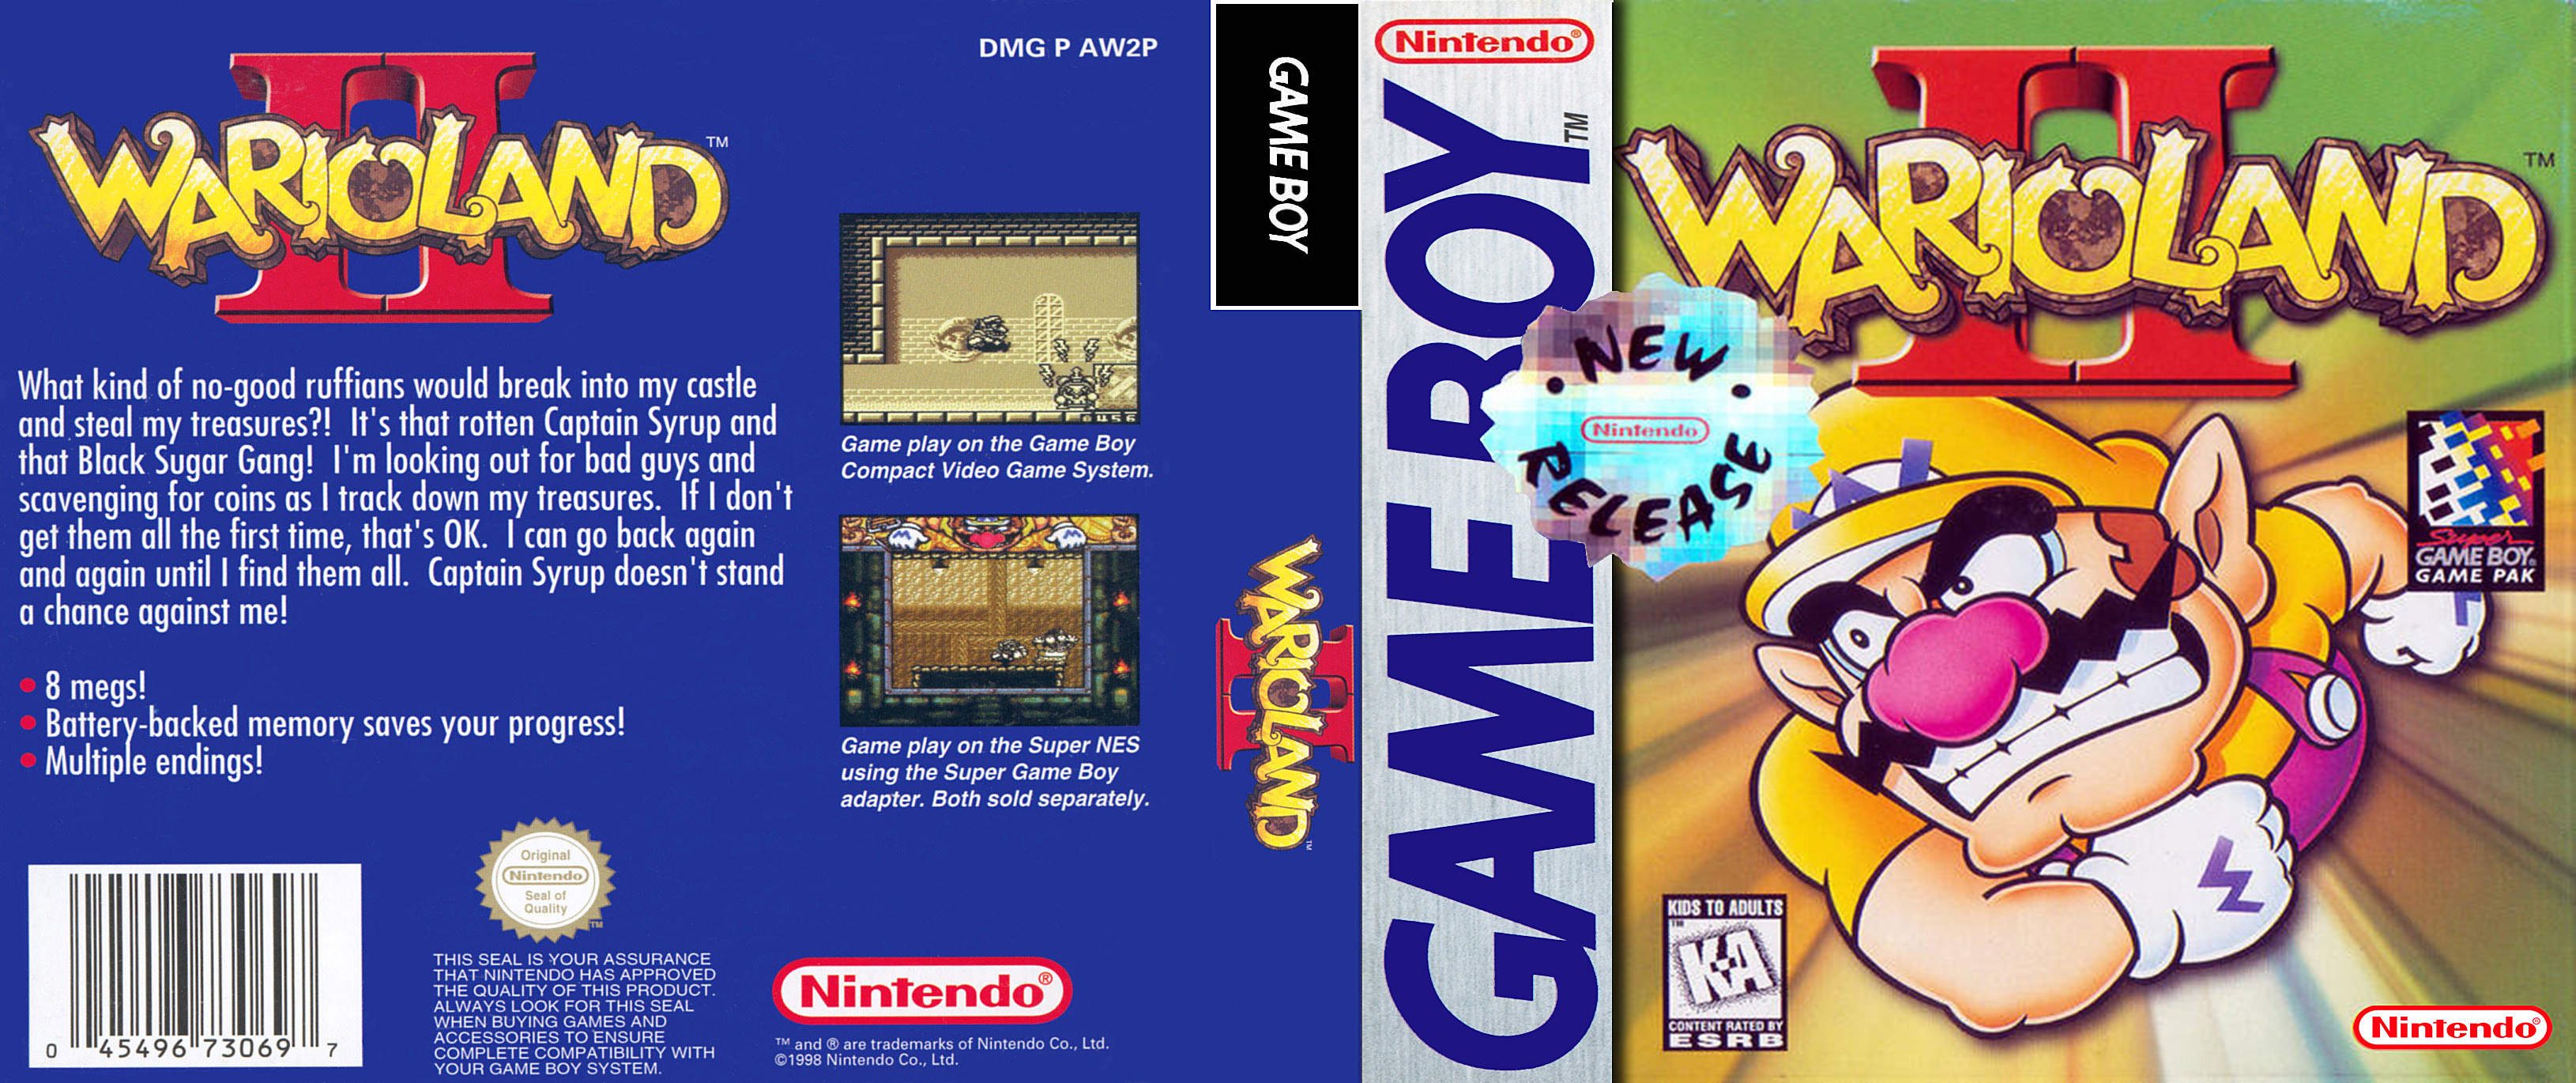 DMG P AW2P
II
WARIOLAND
TM
What kind of no-good ruffians would break into my castle
and steal my treasures?! It's that rotten Captain Syrup and
that Black Sugar Gang! I'm looking out for bad guys and
scavenging for coins as I track down my treasures. If I don't
get them all the first time, that's OK. I can go back again
and again until I find them all. Captain Syrup doesn't stand
a chance against me!
• 8 megs!
• Battery-backed memory saves your progress!
• Multiple endings!
Game play on the Game Boy
Compact Video Game System.
Game play on the Super NES
using the Super Game Boy
adapter. Both sold separately.
0 45496 73069 7
Original
Nintendo
Seal of
Quality
TM
THIS SEAL IS YOUR ASSURANCE
THAT NINTENDO HAS APPROVED
THE QUALITY OF THIS PRODUCT.
ALWAYS LOOK FOR THIS SEAL
WHEN BUYING GAMES AND
ACCESSORIES TO ENSURE
COMPLETE COMPATIBILITY WITH
YOUR GAME BOY SYSTEM.
Nintendo®
™ and ® are trademarks of Nintendo Co., Ltd.
©1998 Nintendo Co., Ltd.
GAME BOY
II
WARIOLAND
TM
Nintendo®
GAME BOY
TM
II
WARIOLAND
TM
• NEW •
Nintendo
RELEASE
Super
GAME BOY®
GAME PAK
W
KIDS TO ADULTS
TM
K-A
CONTENT RATED BY
ESRB
Nintendo®